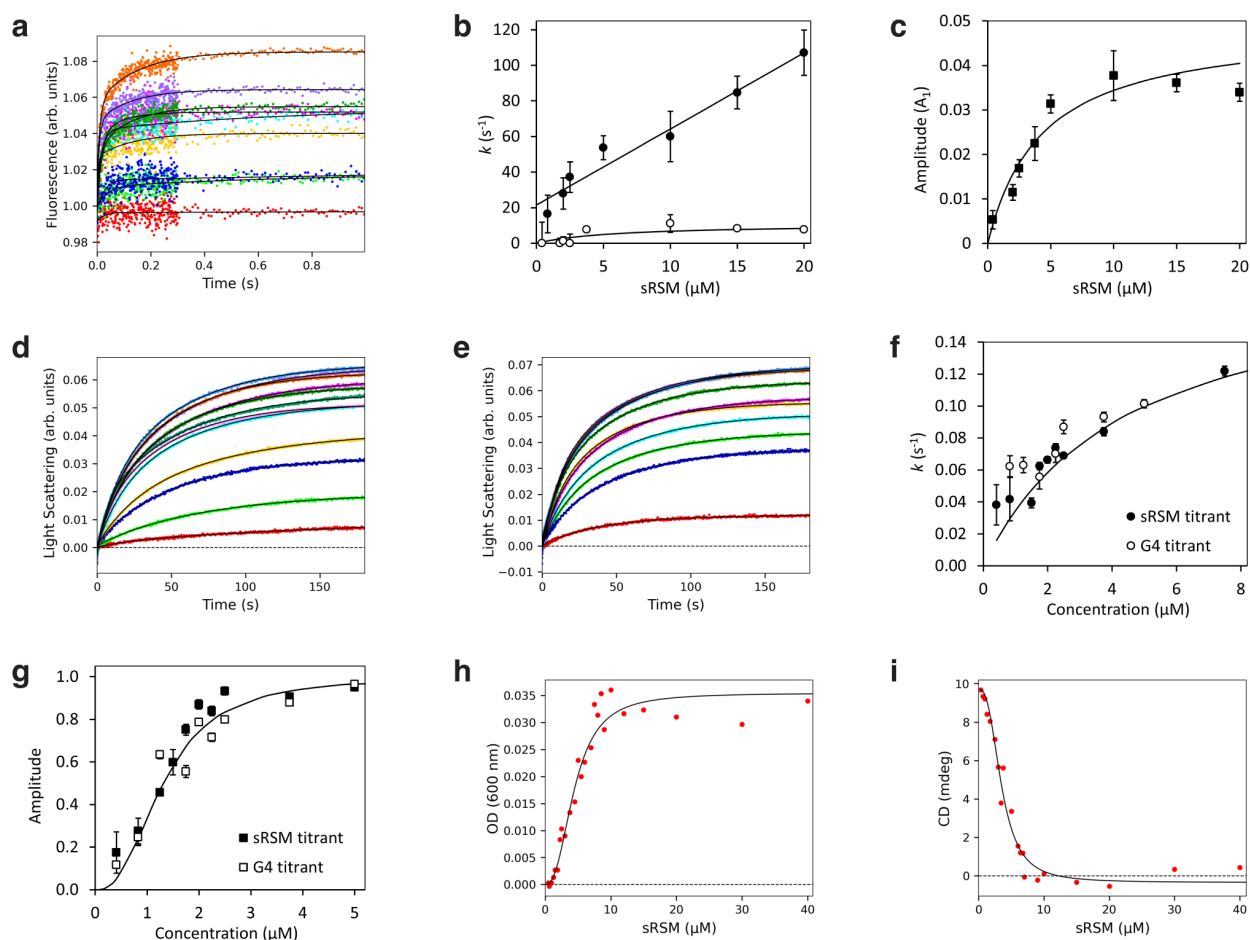 a
Fluorescence (arb. units)
1.08
1.06
1.04
1.02
1.00
0.98
0.0 0.2 0.4 0.6 0.8
Time (s)
b
k (s-1)
120
100
80
60
40
20
0
0 5 10 15 20
sRSM (µM)
c
Amplitude (A1)
0.05
0.04
0.03
0.02
0.01
0
0 5 10 15 20
sRSM (µM)
d
Light Scattering (arb. units)
0.06
0.05
0.04
0.03
0.02
0.01
0.00
0 50 100 150
Time (s)
e
Light Scattering (arb. units)
0.07
0.06
0.05
0.04
0.03
0.02
0.01
0.00
−0.01
0 50 100 150
Time (s)
f
k (s-1)
0.14
0.12
0.10
0.08
0.06
0.04
0.02
0.00
sRSM titrant
G4 titrant
0 2 4 6 8
Concentration (µM)
g
Amplitude
1.0
0.8
0.6
0.4
0.2
0.0
sRSM titrant
G4 titrant
0 1 2 3 4 5
Concentration (µM)
h
OD (600 nm)
0.035
0.030
0.025
0.020
0.015
0.010
0.005
0.000
0 10 20 30 40
sRSM (µM)
i
CD (mdeg)
10
8
6
4
2
0
0 10 20 30 40
sRSM (µM)